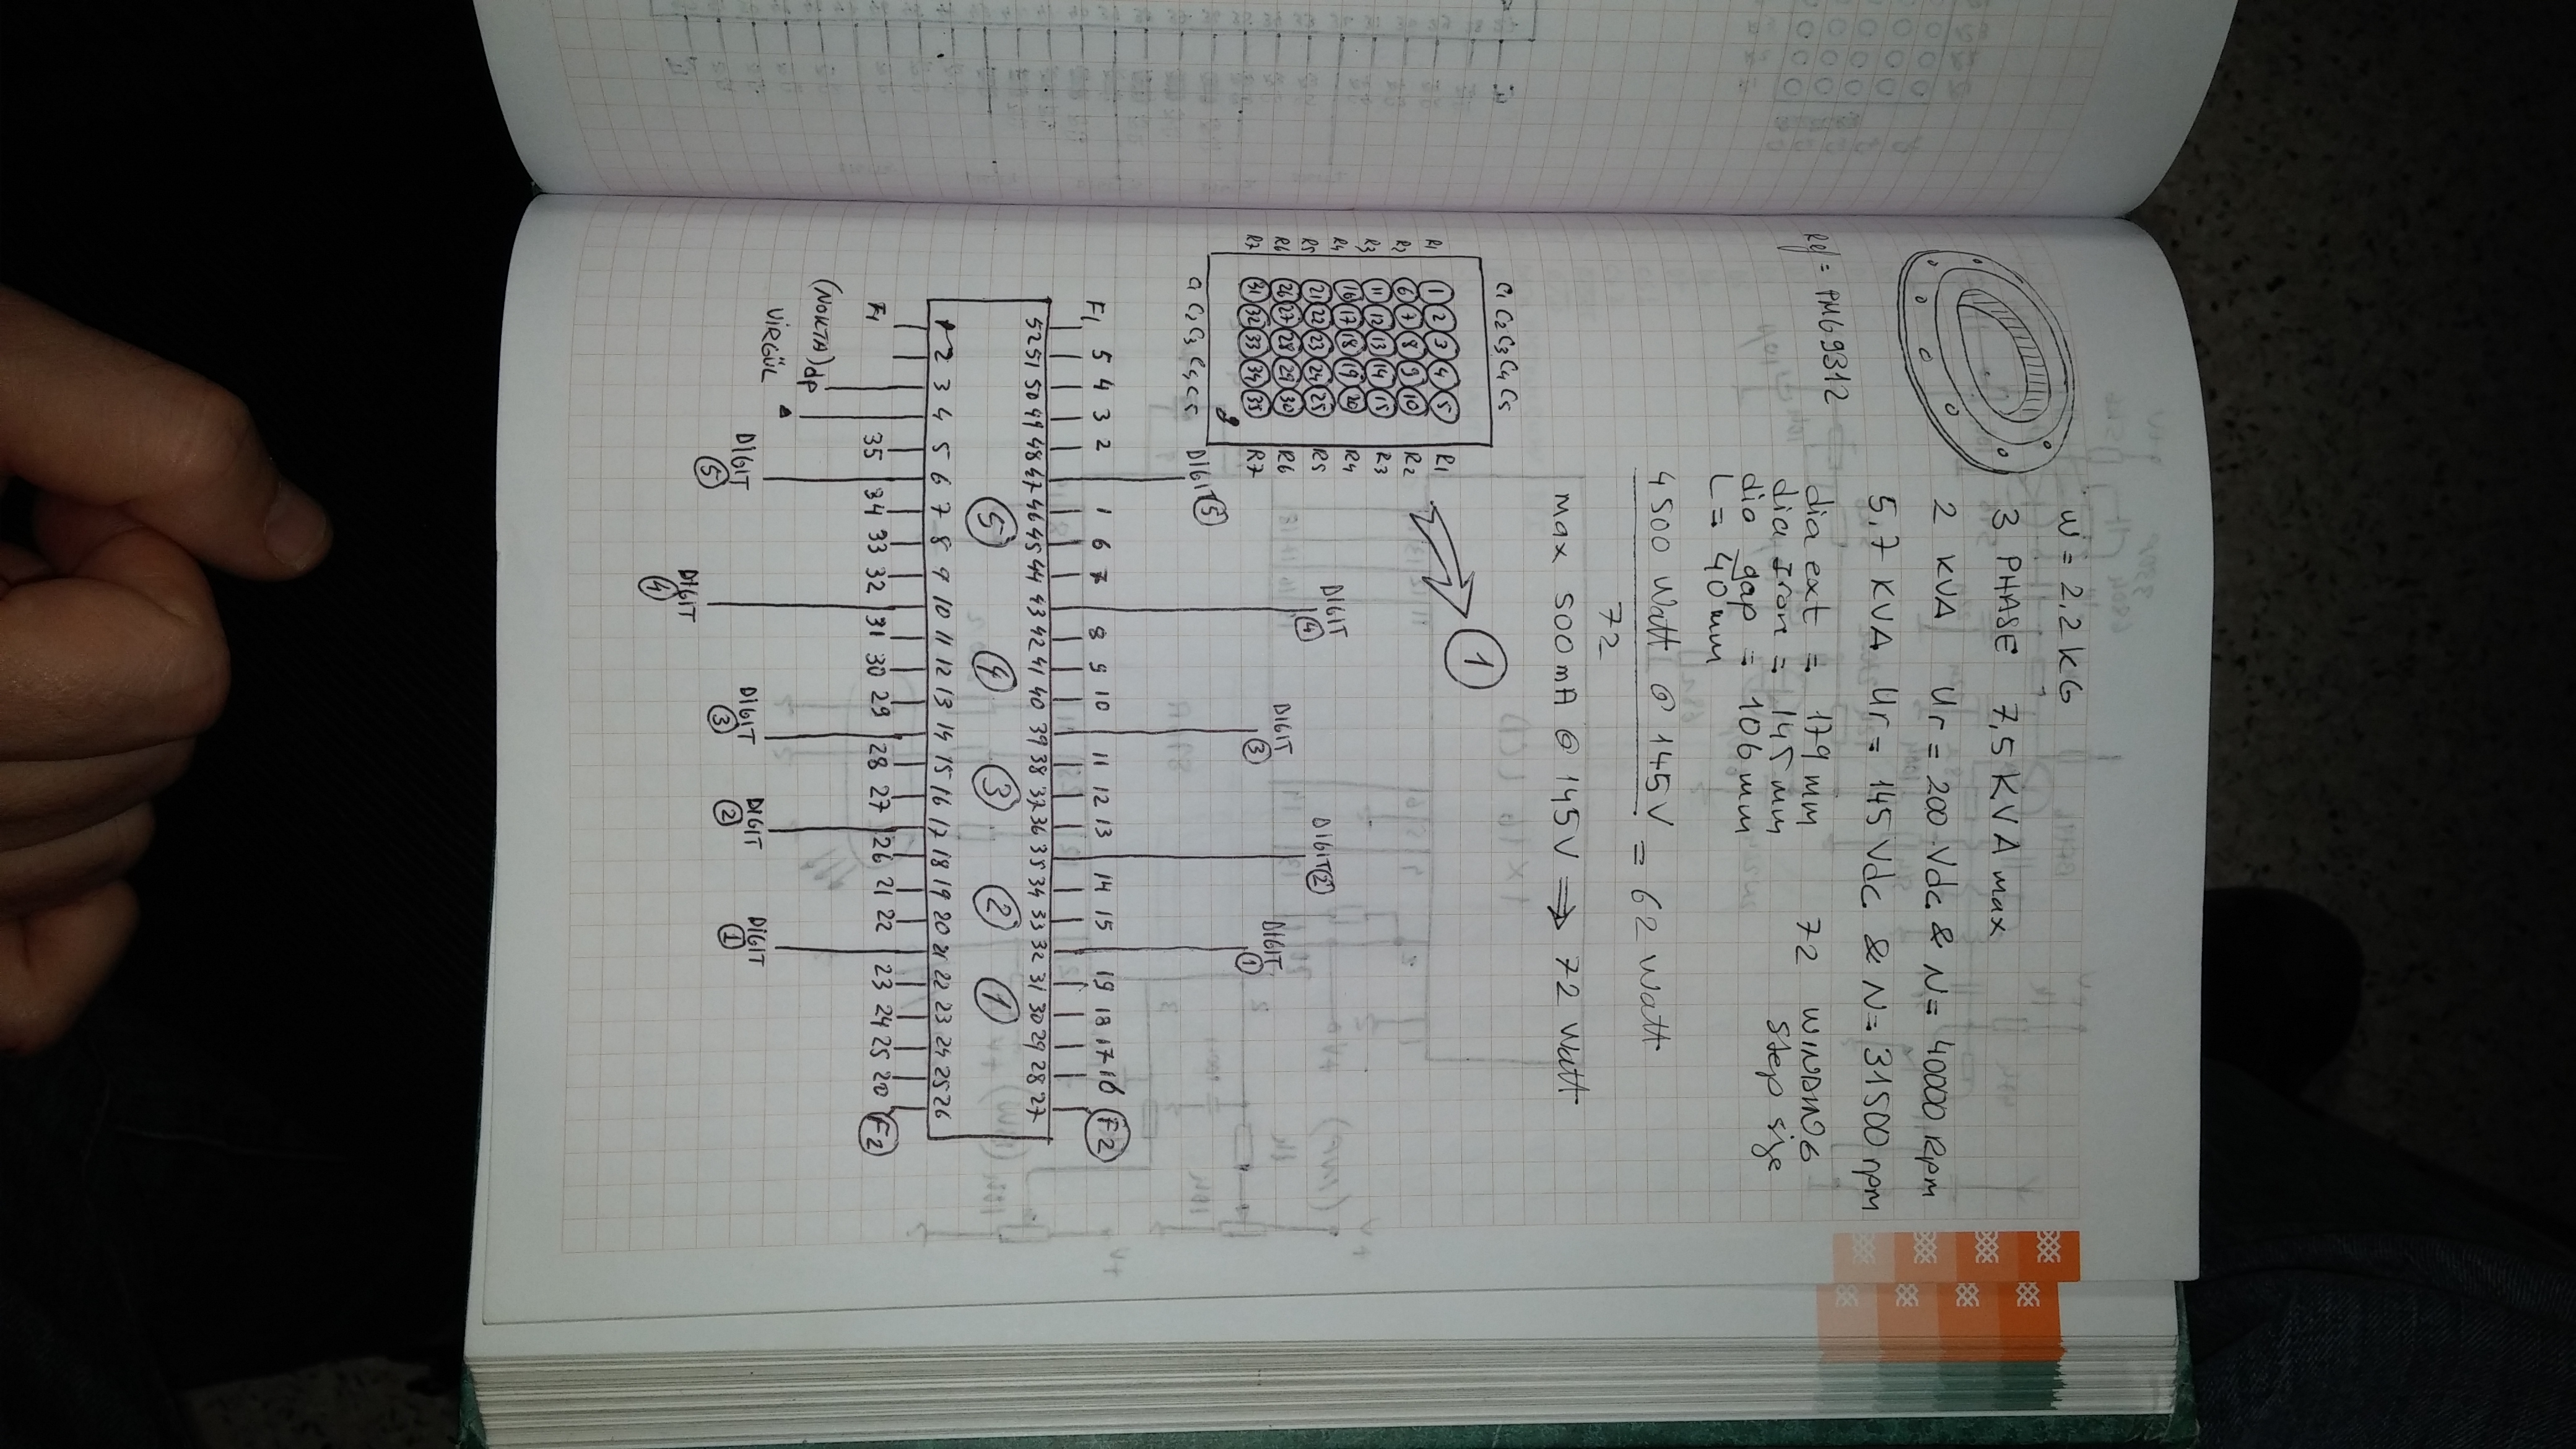 W = 2.2 KG
3 PHASE 7,5 KVA max
2 KVA Ur = 200 Vdc & N = 40000 Rpm
5,7 KVA Ur = 145 Vdc & N = 31500 rpm
Ref = PMG9312
dia ext = 179 mm 72 WINDING
dia Iron = 145 mm Step size
dia gap = 106 mm
L = 40 mm
4500 Watt @ 145V = 62 Watt
72
max 500 mA @ 145V ⇒ 72 Watt
C1 C2 C3 C4 C5
1
R1 1 2 3 4 5 R1
R2 6 7 8 9 10 R2
R3 11 12 13 14 15 R3
R4 16 17 18 19 20 R4
R5 21 22 23 24 25 R5
R6 26 27 28 29 30 R6
R7 31 32 33 34 35 R7
C1 C2 C3 C4 C5
DIGIT 5
DIGIT 4
DIGIT 3
DIGIT 2
DIGIT 1
F1 5 4 3 2 1 6 7 8 9 10 11 12 13 14 15 19 18 17 16 F2
52 51 50 49 48 47 46 45 44 43 42 41 40 39 38 37 36 35 34 33 32 31 30 29 28 27
5 4 3 2 1
1 2 3 4 5 6 7 8 9 10 11 12 13 14 15 16 17 18 19 20 21 22 23 24 25 26
F1 35 34 33 32 31 30 29 28 27 26 21 22 23 24 25 20 F2
(NOKTA) dp
VİRGÜL
DIGIT 5
DIGIT 4
DIGIT 3
DIGIT 2
DIGIT 1